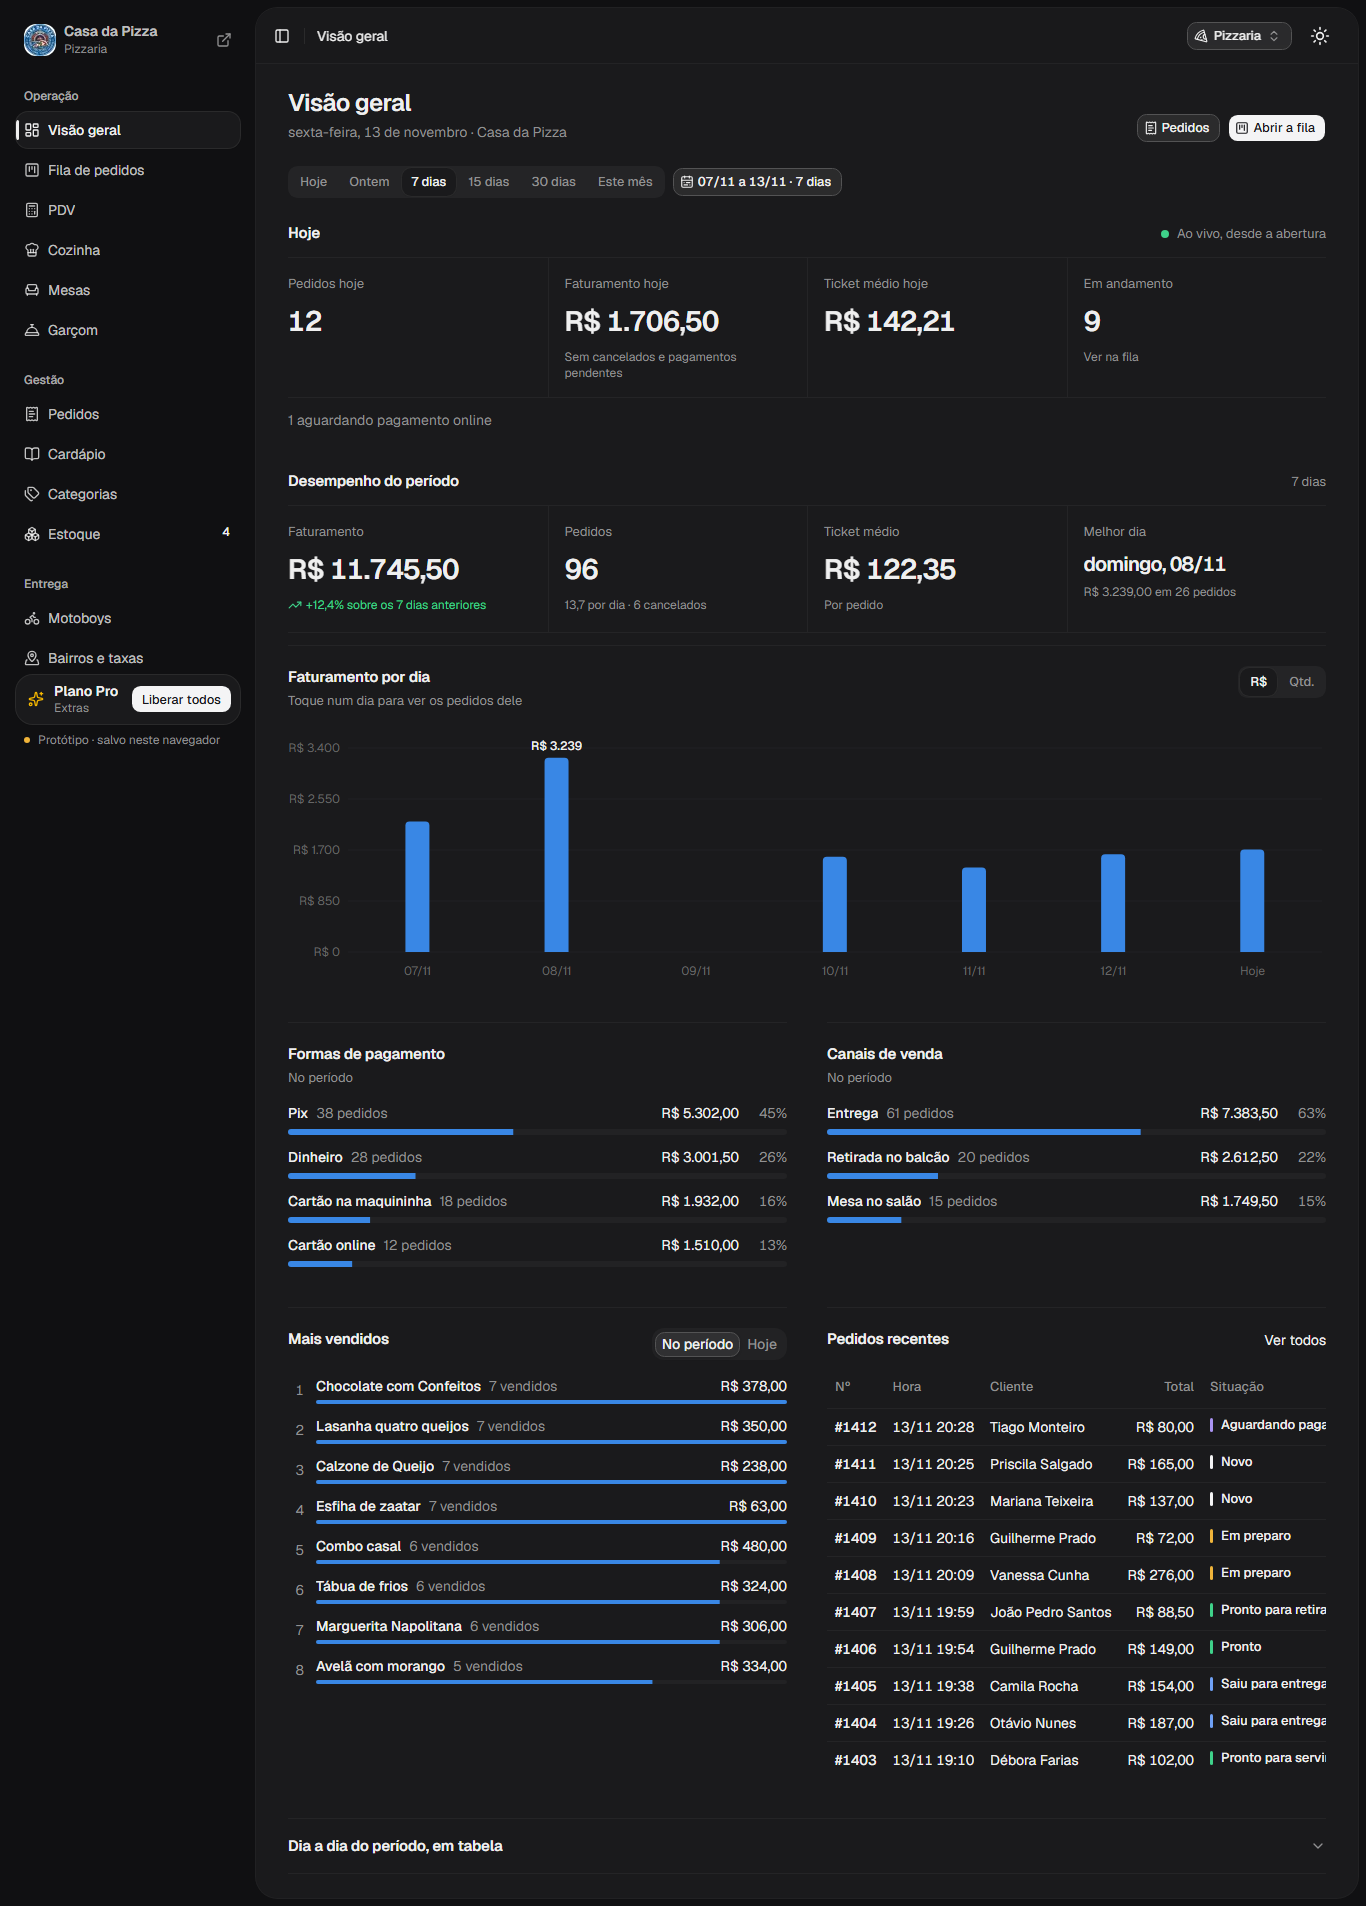 Casa da Pizza
Pizzaria
Operação
Visão geral
Fila de pedidos
PDV
Cozinha
Mesas
Garçom
Gestão
Pedidos
Cardápio
Categorias
Estoque 4
Entrega
Motoboys
Bairros e taxas
Plano Pro
Extras
Liberar todos
Protótipo · salvo neste navegador
Visão geral
Pizzaria
Visão geral
sexta-feira, 13 de novembro · Casa da Pizza
Pedidos
Abrir a fila
Hoje Ontem 7 dias 15 dias 30 dias Este mês
07/11 a 13/11 · 7 dias
Hoje
Ao vivo, desde a abertura
Pedidos hoje
12
Faturamento hoje
R$ 1.706,50
Sem cancelados e pagamentos
pendentes
Ticket médio hoje
R$ 142,21
Em andamento
9
Ver na fila
1 aguardando pagamento online
Desempenho do período
7 dias
Faturamento
R$ 11.745,50
+12,4% sobre os 7 dias anteriores
Pedidos
96
13,7 por dia · 6 cancelados
Ticket médio
R$ 122,35
Por pedido
Melhor dia
domingo, 08/11
R$ 3.239,00 em 26 pedidos
Faturamento por dia
Toque num dia para ver os pedidos dele
R$ Qtd.
R$ 3.400
R$ 3.239
R$ 2.550
R$ 1.700
R$ 850
R$ 0
07/11 08/11 09/11 10/11 11/11 12/11 Hoje
Formas de pagamento
No período
Pix 38 pedidos R$ 5.302,00 45%
Dinheiro 28 pedidos R$ 3.001,50 26%
Cartão na maquininha 18 pedidos R$ 1.932,00 16%
Cartão online 12 pedidos R$ 1.510,00 13%
Canais de venda
No período
Entrega 61 pedidos R$ 7.383,50 63%
Retirada no balcão 20 pedidos R$ 2.612,50 22%
Mesa no salão 15 pedidos R$ 1.749,50 15%
Mais vendidos
No período Hoje
1 Chocolate com Confeitos 7 vendidos R$ 378,00
2 Lasanha quatro queijos 7 vendidos R$ 350,00
3 Calzone de Queijo 7 vendidos R$ 238,00
4 Esfiha de zaatar 7 vendidos R$ 63,00
5 Combo casal 6 vendidos R$ 480,00
6 Tábua de frios 6 vendidos R$ 324,00
7 Marguerita Napolitana 6 vendidos R$ 306,00
8 Avelã com morango 5 vendidos R$ 334,00
Pedidos recentes
Ver todos
Nº Hora Cliente Total Situação
#1412 13/11 20:28 Tiago Monteiro R$ 80,00 Aguardando paga
#1411 13/11 20:25 Priscila Salgado R$ 165,00 Novo
#1410 13/11 20:23 Mariana Teixeira R$ 137,00 Novo
#1409 13/11 20:16 Guilherme Prado R$ 72,00 Em preparo
#1408 13/11 20:09 Vanessa Cunha R$ 276,00 Em preparo
#1407 13/11 19:59 João Pedro Santos R$ 88,50 Pronto para retira
#1406 13/11 19:54 Guilherme Prado R$ 149,00 Pronto
#1405 13/11 19:38 Camila Rocha R$ 154,00 Saiu para entrega
#1404 13/11 19:26 Otávio Nunes R$ 187,00 Saiu para entrega
#1403 13/11 19:10 Débora Farias R$ 102,00 Pronto para servi
Dia a dia do período, em tabela